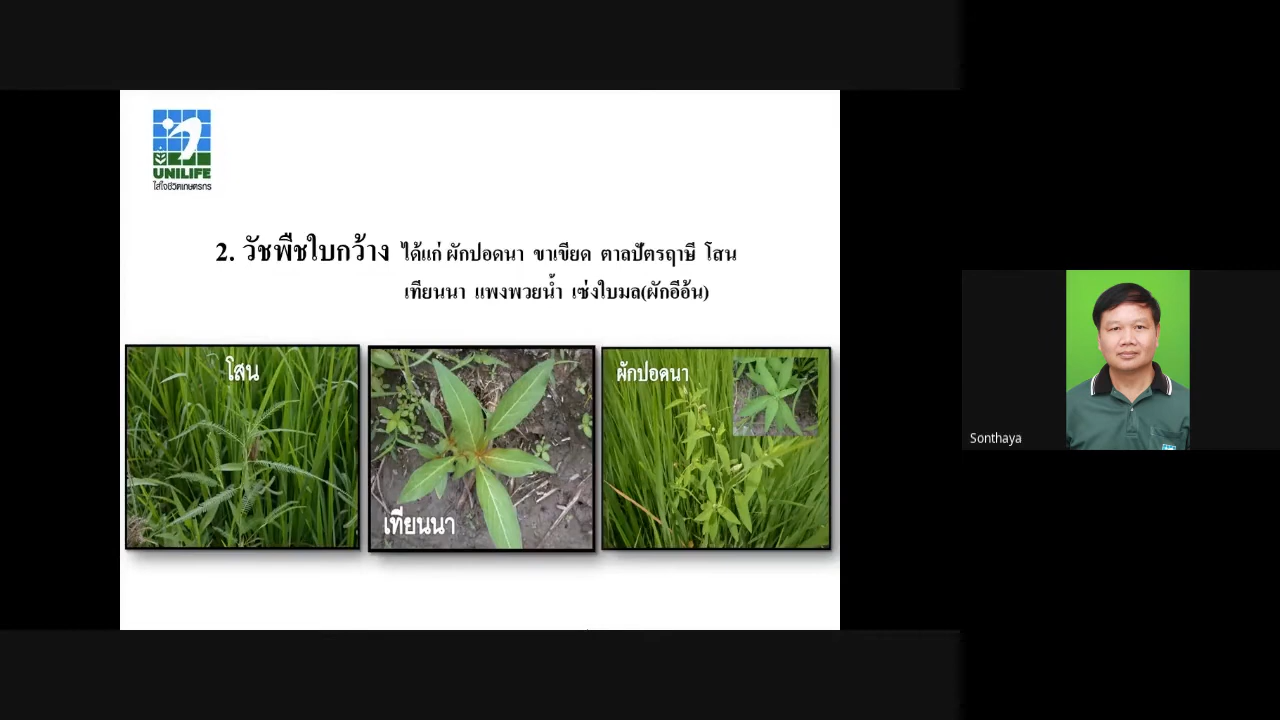 UNILIFE
ใส่ใจชีวิตเกษตรกร
2. วัชพืชใบกว้าง ได้แก่ ผักปอดนา ขาเขียด ตาลปัตรฤาษี โสน
เทียนนา แพงพวยน้ำ เซ่งใบมล(ผักอีอ้น)
โสน
เทียนนา
ผักปอดนา
Sonthaya